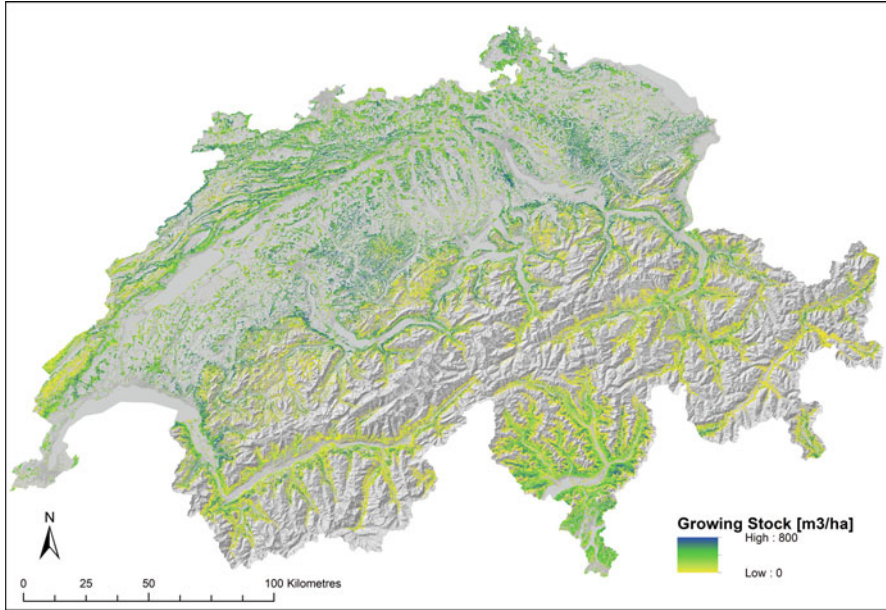 N
0 25 50 100 Kilometres
Growing Stock [m3/ha]
High : 800
Low : 0